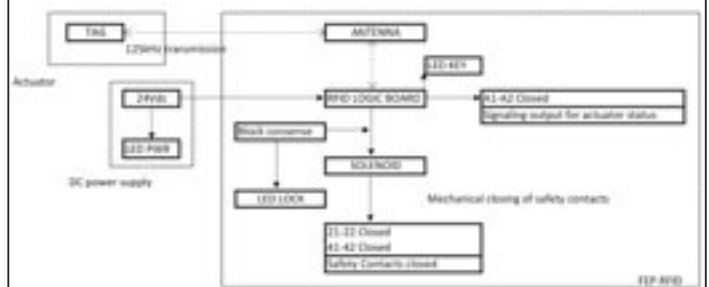 TAG
ANTENNA
125kHz transmission
LED KEY
Actuator
24Vdc
RFID LOGIC BOARD
A1-A2 Closed
Signaling output for actuator status
Block consense
LED PWR
SOLENOID
DC power supply
LED LOCK
Mechanical closing of safety contacts
21-22 Closed
41-42 Closed
Safety Contacts closed
FEP-RFID